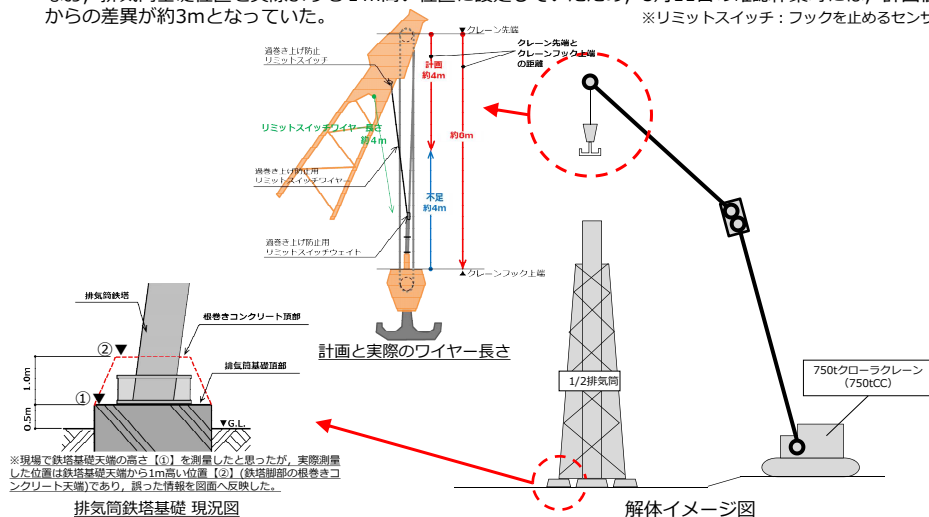 からの差異が約3mとなっていた。
※リミットスイッチ：フックを止めるセンサ
▲クレーン先端
過巻き上げ防止
リミットスイッチ
クレーン先端と
クレーンフック上端
の距離
計画
約4m
リミットスイッチワイヤー長さ
約４ｍ
約8m
過巻き上げ防止用
リミットスイッチワイヤー
不足
約4m
過巻き上げ防止用
リミットスイッチウェイト
▲クレーンフック上端
計画と実際のワイヤー長さ
排気筒鉄塔
根巻きコンクリート頂部
②
排気筒基礎頂部
1.0m
①
0.5m
▼G.L.
※現場で鉄塔基礎天端の高さ【①】を測量したと思ったが，実際測量
した位置は鉄塔基礎天端から1m高い位置【②】(鉄塔脚部の根巻きコ
ンクリート天端)であり，誤った情報を図面へ反映した。
排気筒鉄塔基礎 現況図
1/2排気筒
750tクローラクレーン
（750tCC）
解体イメージ図